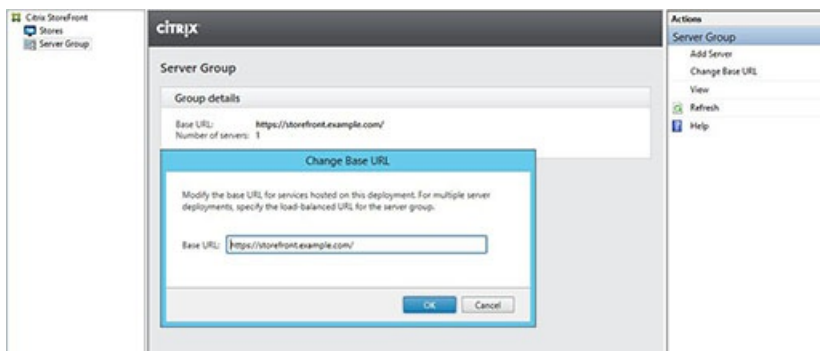 Citrix StoreFront
Stores
Server Group
CİTRIX
Server Group
Group details
Base URL: https://storefront.example.com/
Number of servers: 1
Change Base URL
Modify the base URL for services hosted on this deployment. For multiple server
deployments, specify the load-balanced URL for the server group.
Base URL: https://storefront.example.com/
OK Cancel
Actions
Server Group
Add Server
Change Base URL
View
Refresh
Help